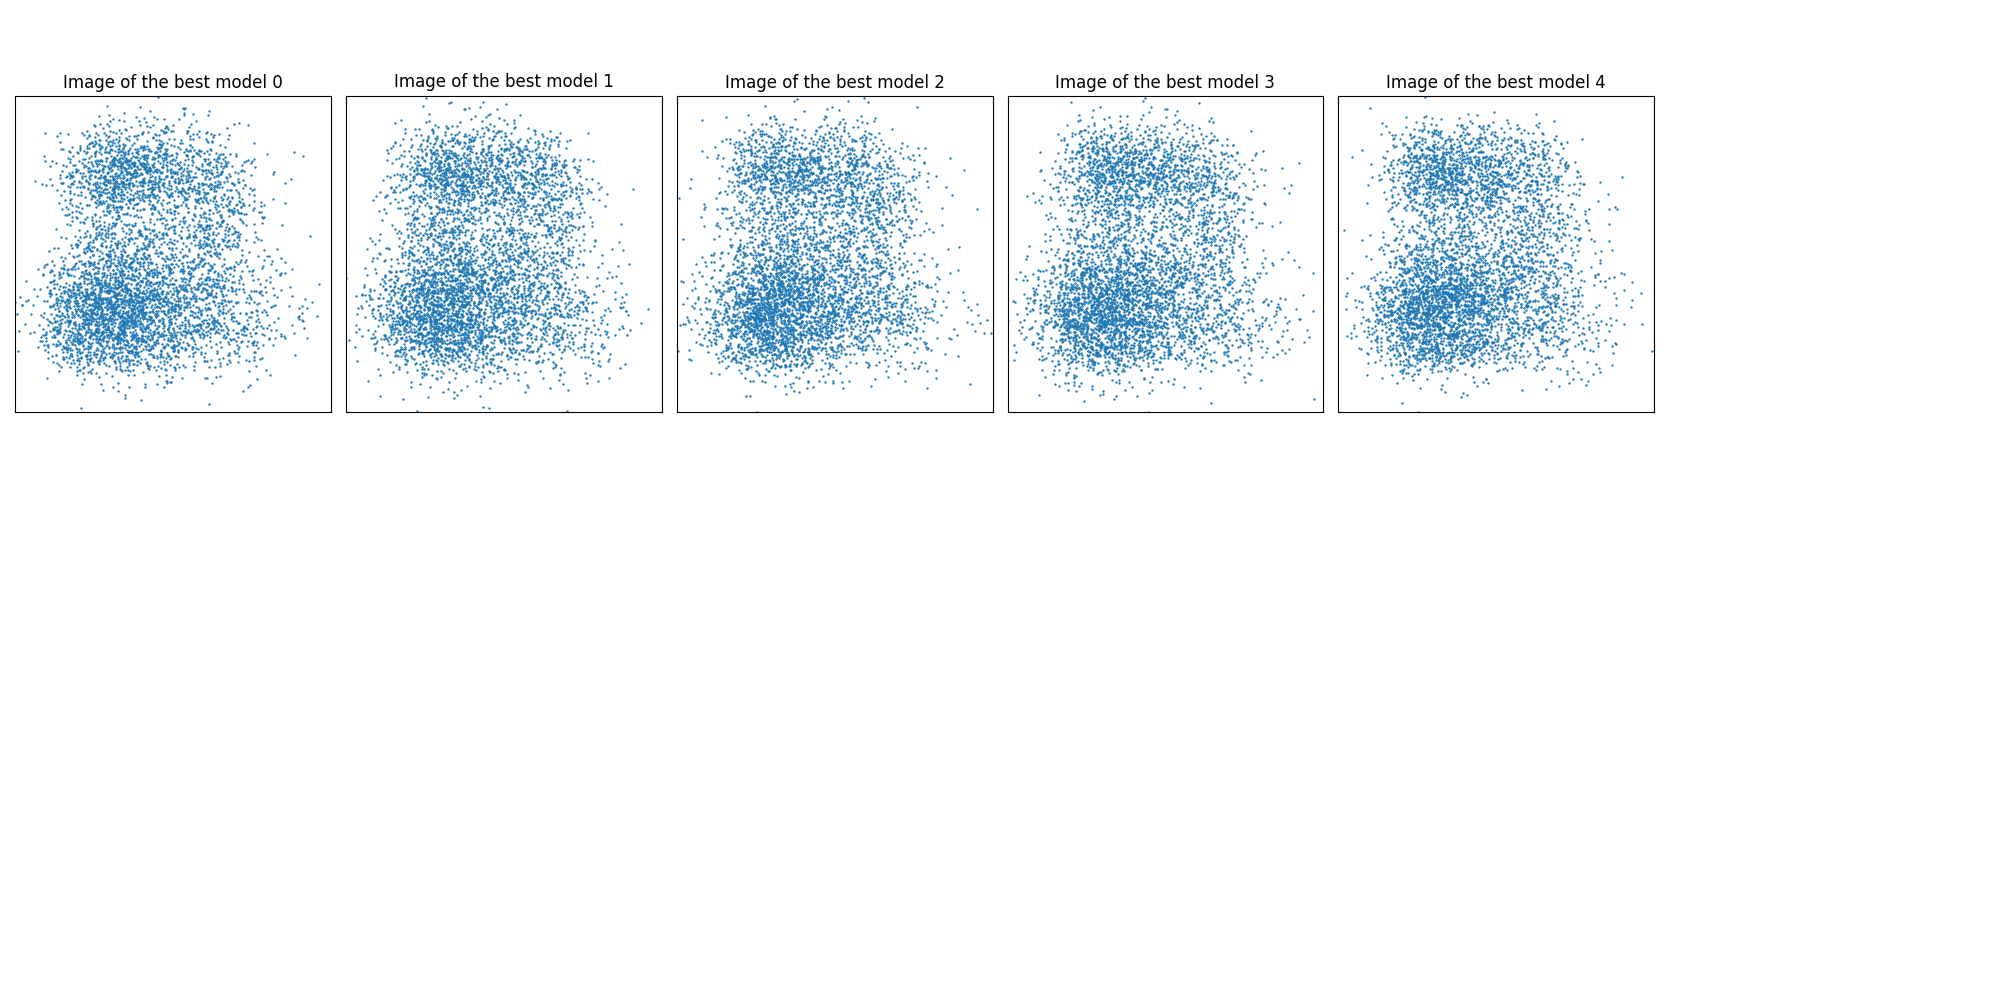 Image of the best model 0
Image of the best model 1
Image of the best model 2
Image of the best model 3
Image of the best model 4